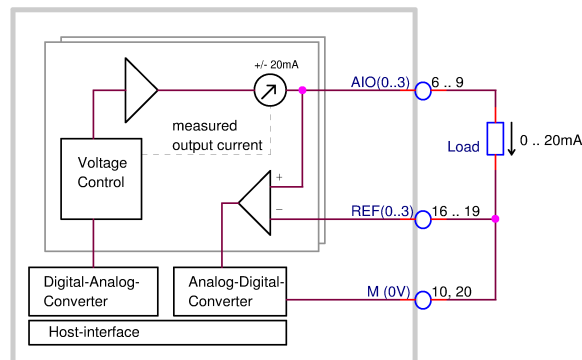 +/- 20mA
AIO(0..3) 6 .. 9
measured
output current
Voltage
Control
Load
0 .. 20mA
+
−
REF(0..3) 16 .. 19
Digital-Analog-
Converter
Analog-Digital-
Converter
M (0V) 10, 20
Host-interface